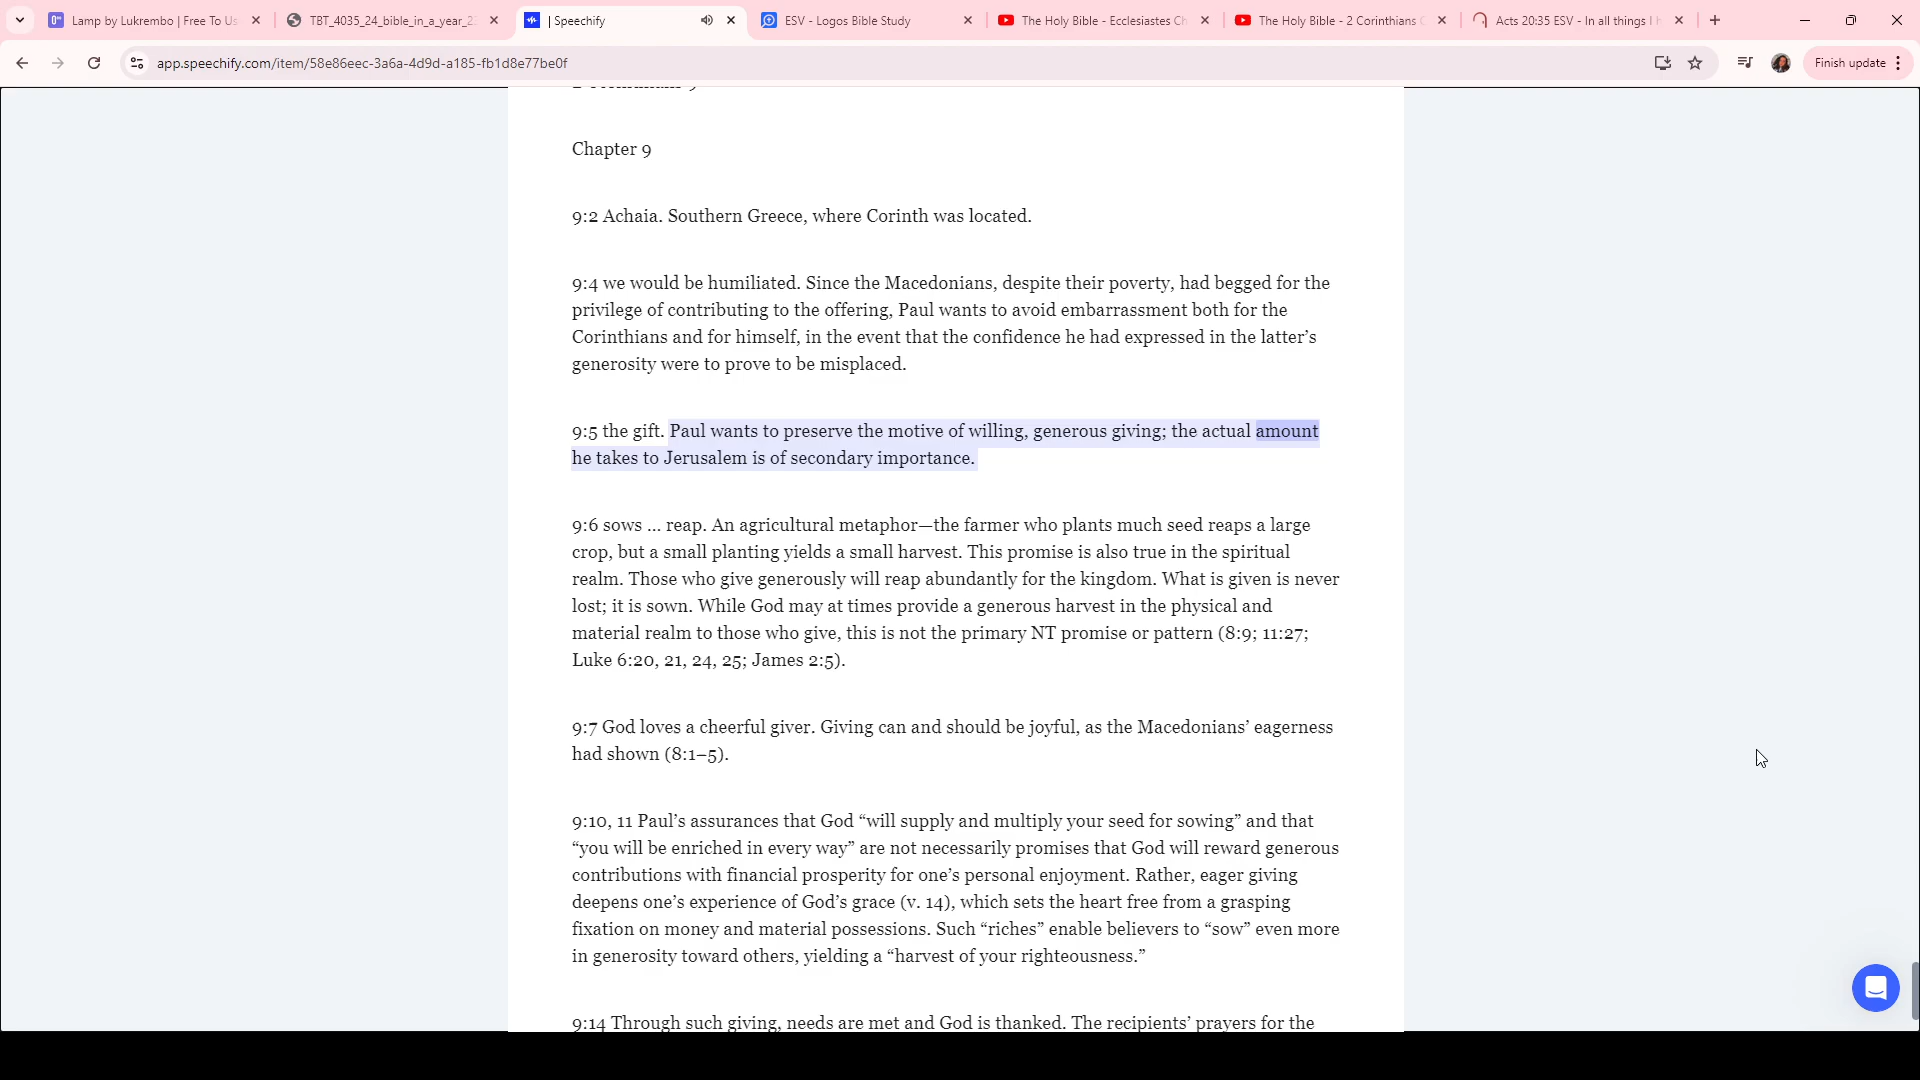 Lamp by Lukrembo | Free To Us
TBT_4035_24_bible_in_a_year_2
| Speechify
ESV - Logos Bible Study
The Holy Bible - Ecclesiastes Ch
The Holy Bible - 2 Corinthians C
Acts 20:35 ESV - In all things I h
app.speechify.com/item/58e86eec-3a6a-4d9d-a185-fb1d8e77be0f
Finish update
Chapter 9
9:2 Achaia. Southern Greece, where Corinth was located.
9:4 we would be humiliated. Since the Macedonians, despite their poverty, had begged for the
privilege of contributing to the offering, Paul wants to avoid embarrassment both for the
Corinthians and for himself, in the event that the confidence he had expressed in the latter’s
generosity were to prove to be misplaced.
9:5 the gift. Paul wants to preserve the motive of willing, generous giving; the actual amount
he takes to Jerusalem is of secondary importance.
9:6 sows … reap. An agricultural metaphor—the farmer who plants much seed reaps a large
crop, but a small planting yields a small harvest. This promise is also true in the spiritual
realm. Those who give generously will reap abundantly for the kingdom. What is given is never
lost; it is sown. While God may at times provide a generous harvest in the physical and
material realm to those who give, this is not the primary NT promise or pattern (8:9; 11:27;
Luke 6:20, 21, 24, 25; James 2:5).
9:7 God loves a cheerful giver. Giving can and should be joyful, as the Macedonians’ eagerness
had shown (8:1–5).
9:10, 11 Paul’s assurances that God “will supply and multiply your seed for sowing” and that
“you will be enriched in every way” are not necessarily promises that God will reward generous
contributions with financial prosperity for one’s personal enjoyment. Rather, eager giving
deepens one’s experience of God’s grace (v. 14), which sets the heart free from a grasping
fixation on money and material possessions. Such “riches” enable believers to “sow” even more
in generosity toward others, yielding a “harvest of your righteousness.”
9:14 Through such giving, needs are met and God is thanked. The recipients’ prayers for the